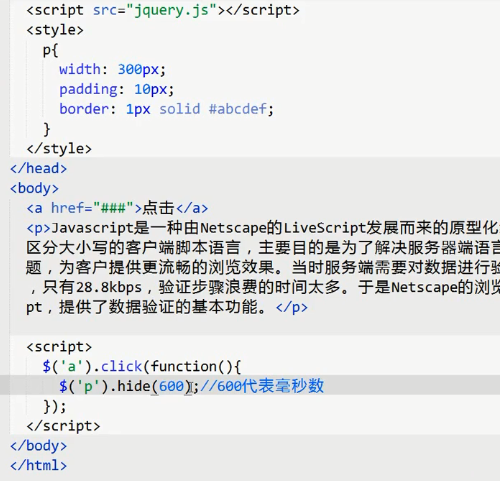 <script src="jquery.js"></script>
<style>
p{
width: 300px;
padding: 10px;
border: 1px solid #abcdef;
}
</style>
</head>
<body>
<a href="###">点击</a>
<p>Javascript是一种由Netscape的LiveScript发展而来的原型化
区分大小写的客户端脚本语言，主要目的是为了解决服务器端语言
题，为客户提供更流畅的浏览效果。当时服务端需要对数据进行验
，只有28.8kbps，验证步骤浪费的时间太多。于是Netscape的浏览
pt，提供了数据验证的基本功能。</p>
<script>
$('a').click(function(){
$('p').hide(600);//600代表毫秒数
});
</script>
</body>
</html>